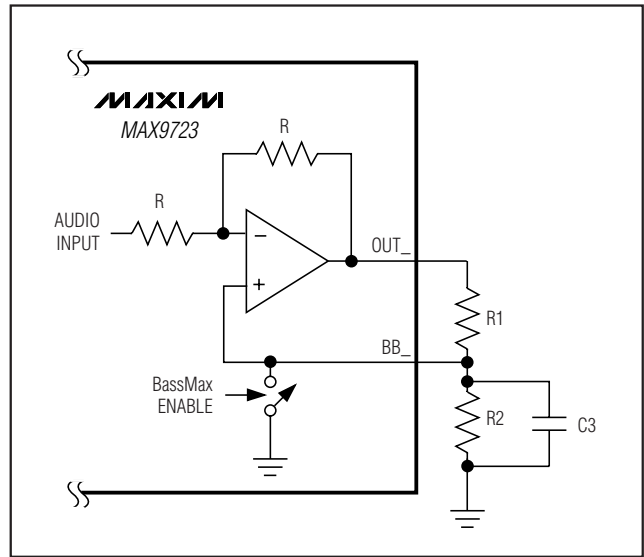 MAXIM
MAX9723
R
R
AUDIO
INPUT
−
+
OUT_
R1
BB_
BassMax
ENABLE
R2
C3